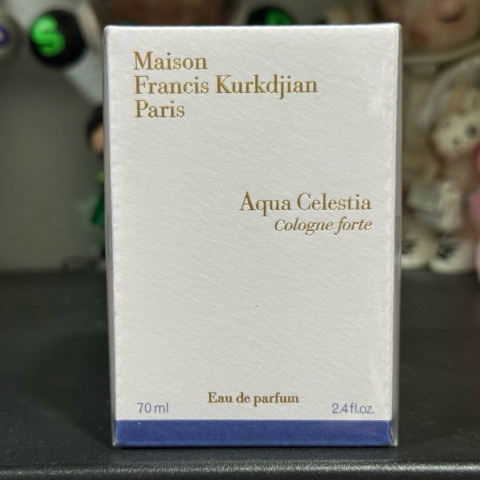 Maison
Francis Kurkdjian
Paris
Aqua Celestia
Cologne forte
Eau de parfum
70 ml
2.4 fl.oz.
S